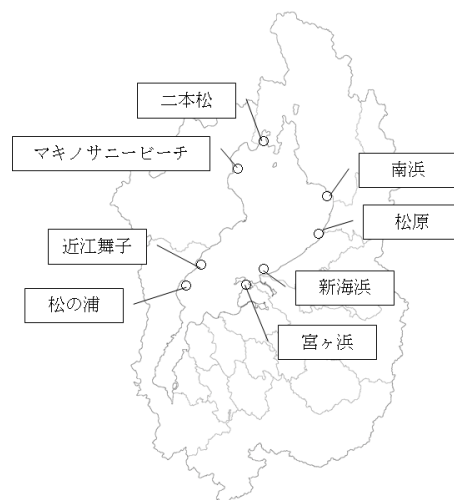 二本松
マキノサニービーチ
南浜
松原
近江舞子
新海浜
松の浦
宮ヶ浜